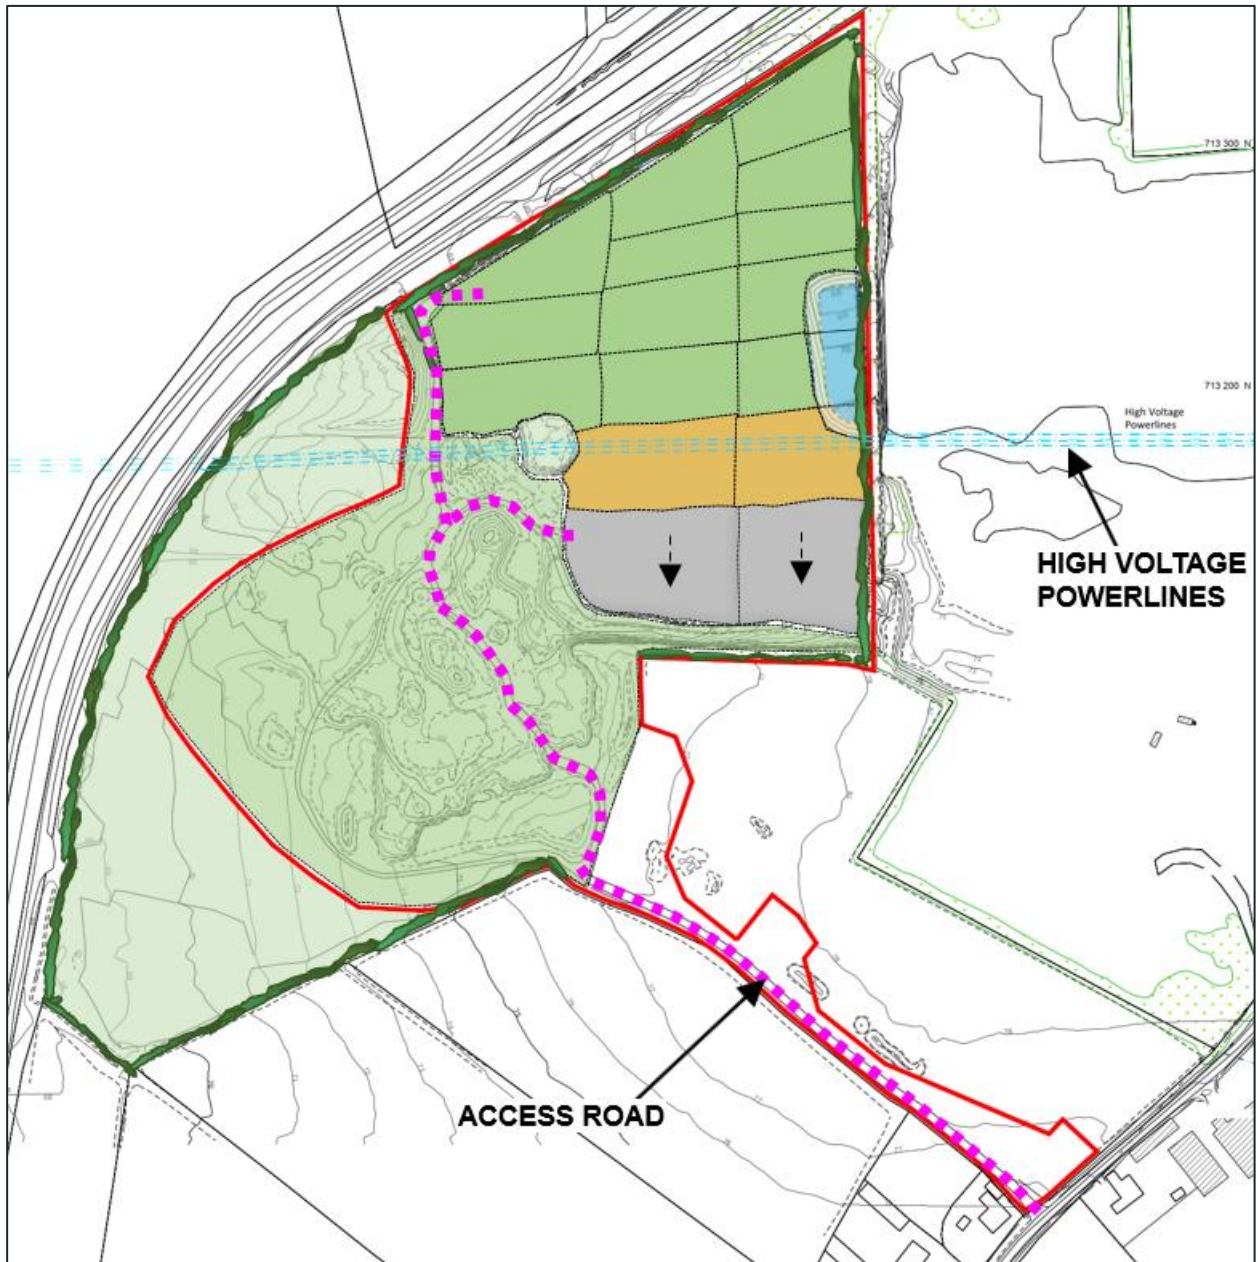 713 300 N
713 200 N
High Voltage
Powerlines
HIGH VOLTAGE
POWERLINES
ACCESS ROAD